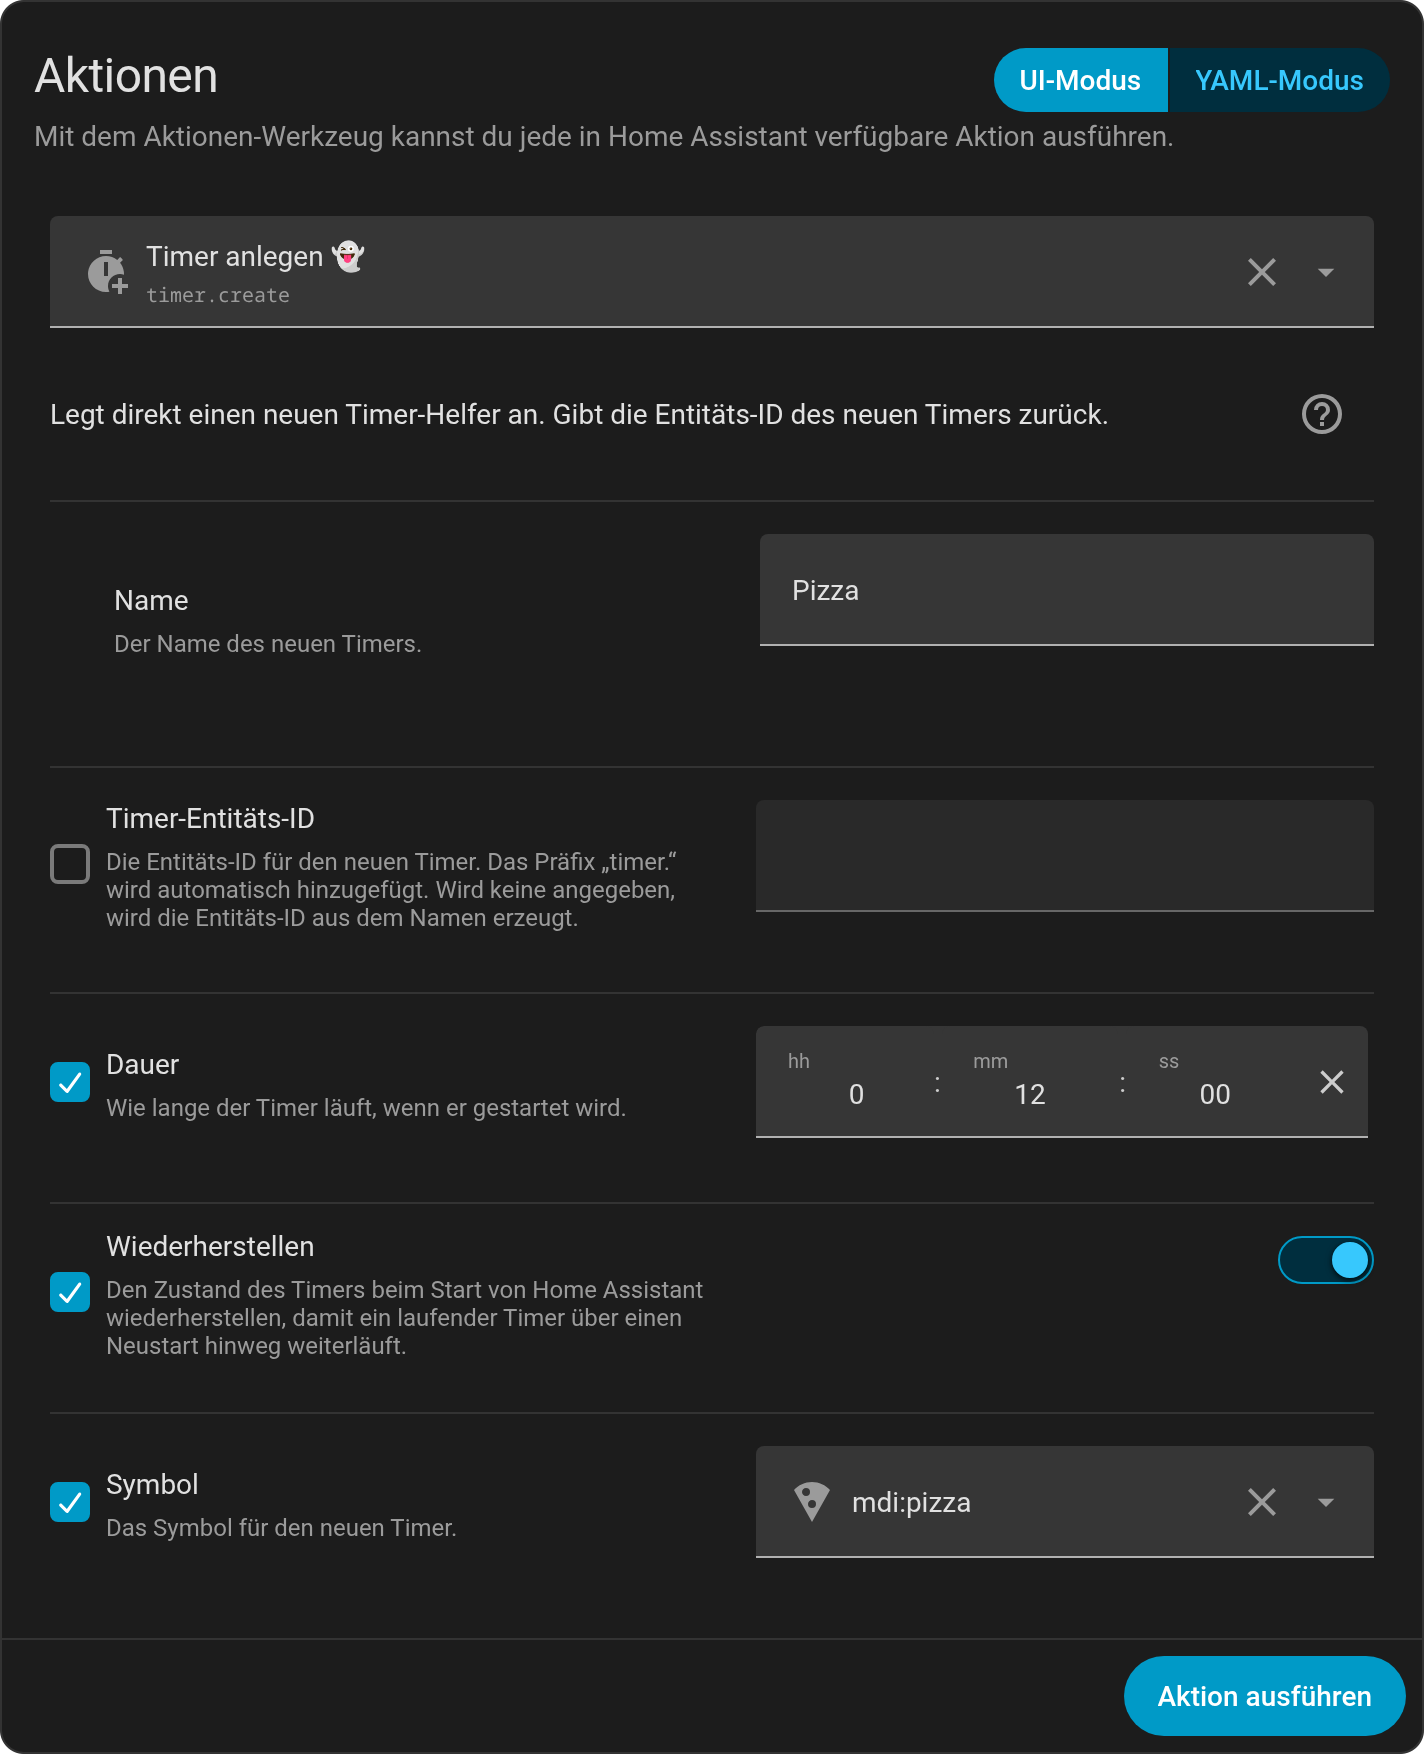 Aktionen
UI-Modus
YAML-Modus
Mit dem Aktionen-Werkzeug kannst du jede in Home Assistant verfügbare Aktion ausführen.
Timer anlegen 👻
timer.create
Legt direkt einen neuen Timer-Helfer an. Gibt die Entitäts-ID des neuen Timers zurück.
Name
Der Name des neuen Timers.
Pizza
Timer-Entitäts-ID
Die Entitäts-ID für den neuen Timer. Das Präfix „timer.“
wird automatisch hinzugefügt. Wird keine angegeben,
wird die Entitäts-ID aus dem Namen erzeugt.
Dauer
Wie lange der Timer läuft, wenn er gestartet wird.
hh mm ss
0 : 12 : 00
Wiederherstellen
Den Zustand des Timers beim Start von Home Assistant
wiederherstellen, damit ein laufender Timer über einen
Neustart hinweg weiterläuft.
Symbol
Das Symbol für den neuen Timer.
mdi:pizza
Aktion ausführen